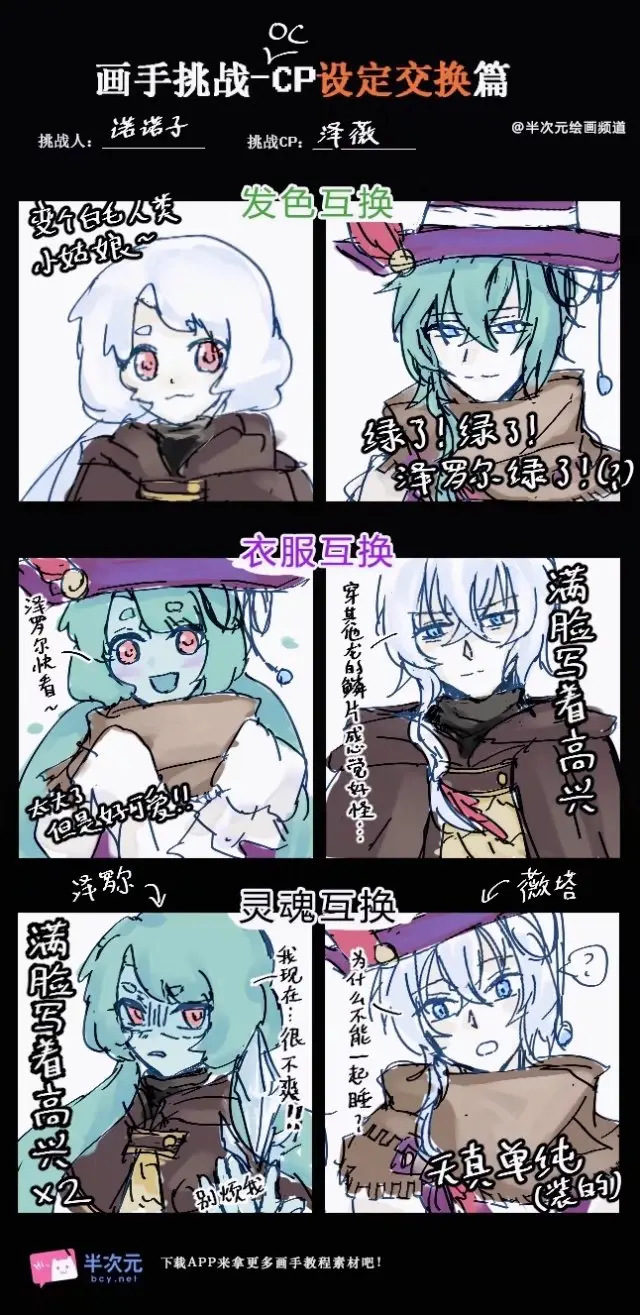 OC
画手挑战-CP设定交换篇
挑战人：诺诺子
挑战CP：泽薇
@半次元绘画频道
发色互换
变个白毛人类
小姑娘~
绿了！绿了！
泽罗尔绿了！(?)
衣服互换
泽罗尔快看~
太大了
但是好可爱!!
穿其他龙的鳞片感觉好怪…
满脸写着高兴
泽罗尔
灵魂互换
薇塔
满脸写着高兴
x2
我现在…很不爽!!
别烦我
为什么不能一起睡？
?
天真单纯
(装的)
半次元
bcy.net
下载APP来拿更多画手教程素材吧！